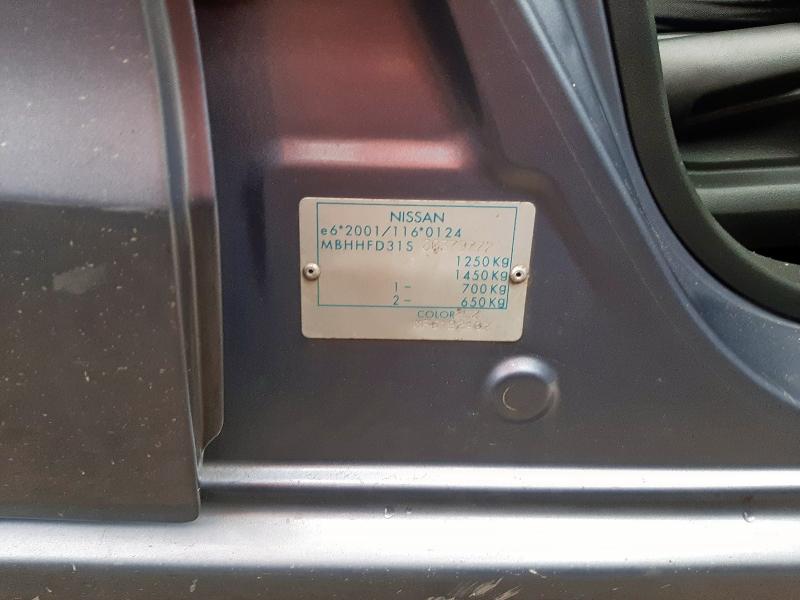 NISSAN
e6*2001/116*0124
MBHHFD31S
1250Kg
1450Kg
1- 700Kg
2- 650Kg
COLOR